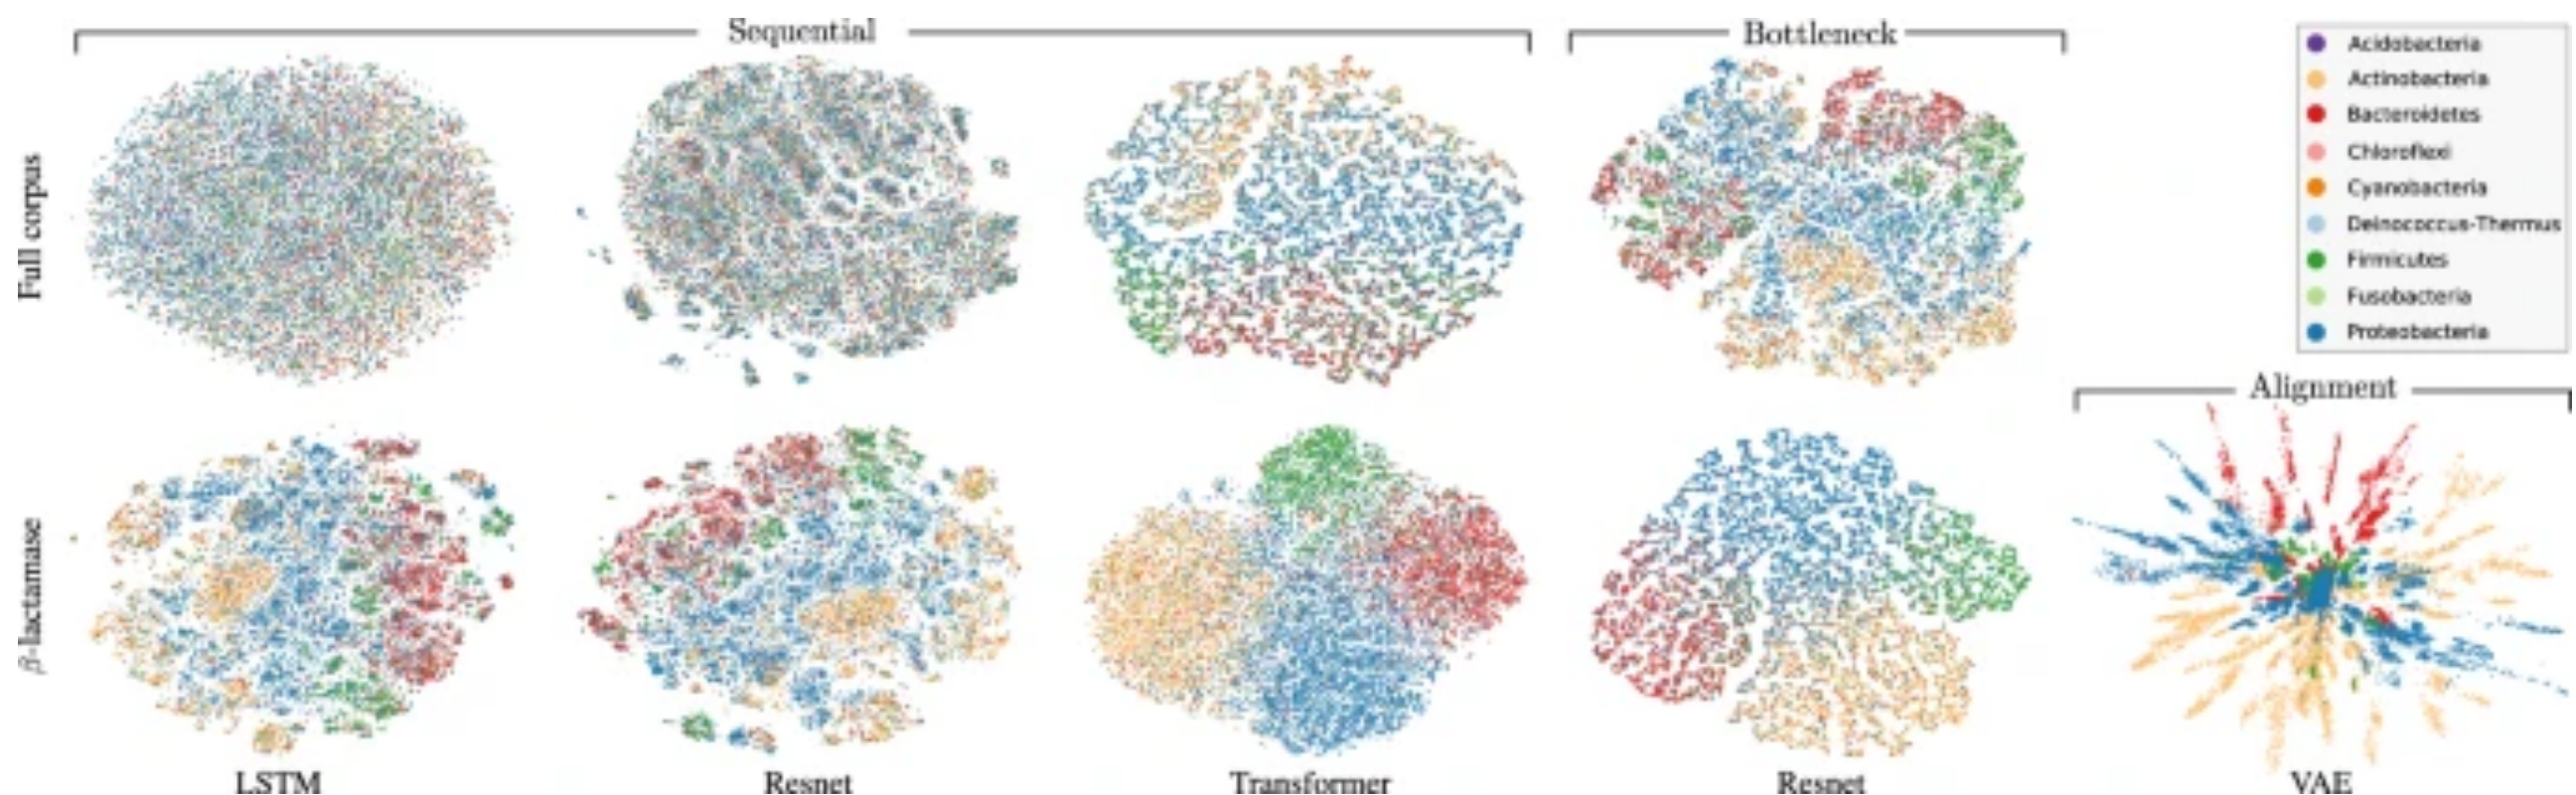 Sequential
Bottleneck
Acidobacteria
Actinobacteria
Bacteroidetes
Chloroflexi
Cyanobacteria
Deinococcus-Thermus
Firmicutes
Fusobacteria
Proteobacteria
Full corpus
Alignment
β-lactamase
LSTM
Resnet
Transformer
Resnet
VAE